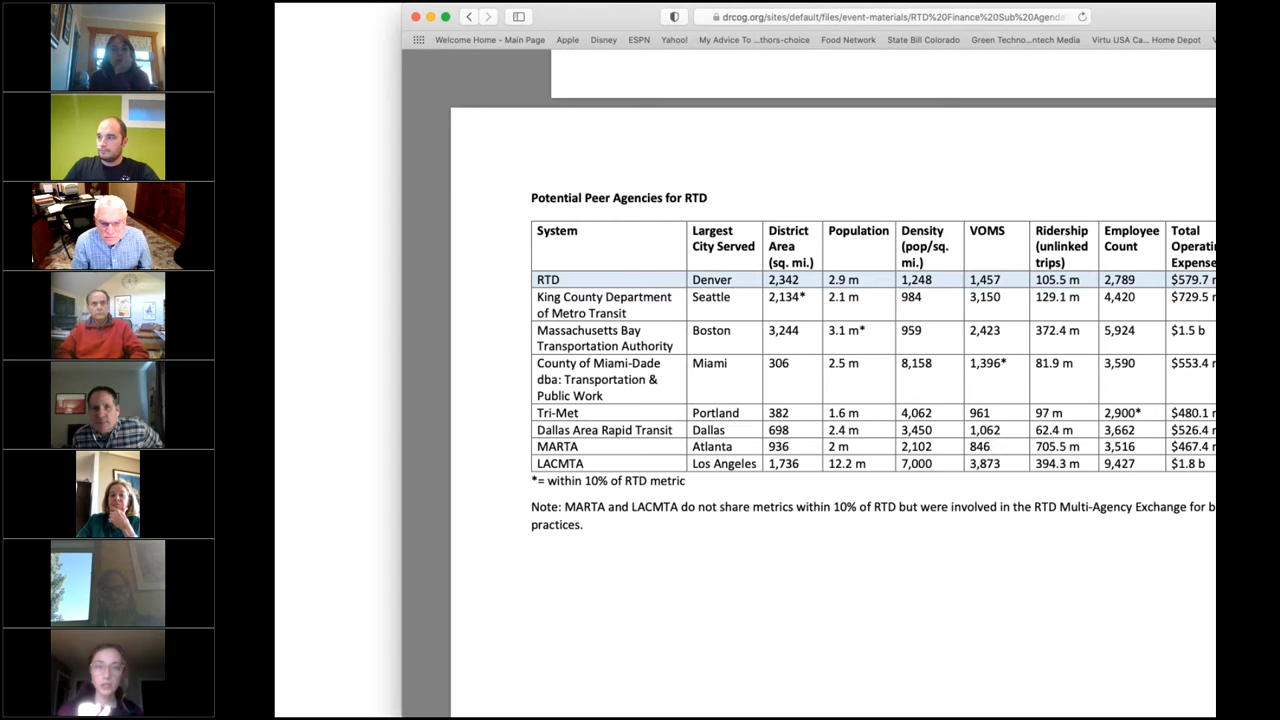 drcog.org/sites/default/files/event-materials/RTD%20Finance%20Sub%20Agenda
Welcome Home - Main Page Apple Disney ESPN Yahoo! My Advice To ...thors-choice Food Network State Bill Colorado Green Techno...ntech Media Virtu USA Ca... Home Depot
Potential Peer Agencies for RTD
System Largest City Served District Area (sq. mi.) Population Density (pop/sq. mi.) VOMS Ridership (unlinked trips) Employee Count Total Operati Expense
RTD Denver 2,342 2.9 m 1,248 1,457 105.5 m 2,789 $579.7 m
King County Department of Metro Transit Seattle 2,134* 2.1 m 984 3,150 129.1 m 4,420 $729.5 m
Massachusetts Bay Transportation Authority Boston 3,244 3.1 m* 959 2,423 372.4 m 5,924 $1.5 b
County of Miami-Dade dba: Transportation & Public Work Miami 306 2.5 m 8,158 1,396* 81.9 m 3,590 $553.4 m
Tri-Met Portland 382 1.6 m 4,062 961 97 m 2,900* $480.1 m
Dallas Area Rapid Transit Dallas 698 2.4 m 3,450 1,062 62.4 m 3,662 $526.4 m
MARTA Atlanta 936 2 m 2,102 846 705.5 m 3,516 $467.4 m
LACMTA Los Angeles 1,736 12.2 m 7,000 3,873 394.3 m 9,427 $1.8 b
*= within 10% of RTD metric
Note: MARTA and LACMTA do not share metrics within 10% of RTD but were involved in the RTD Multi-Agency Exchange for b
practices.